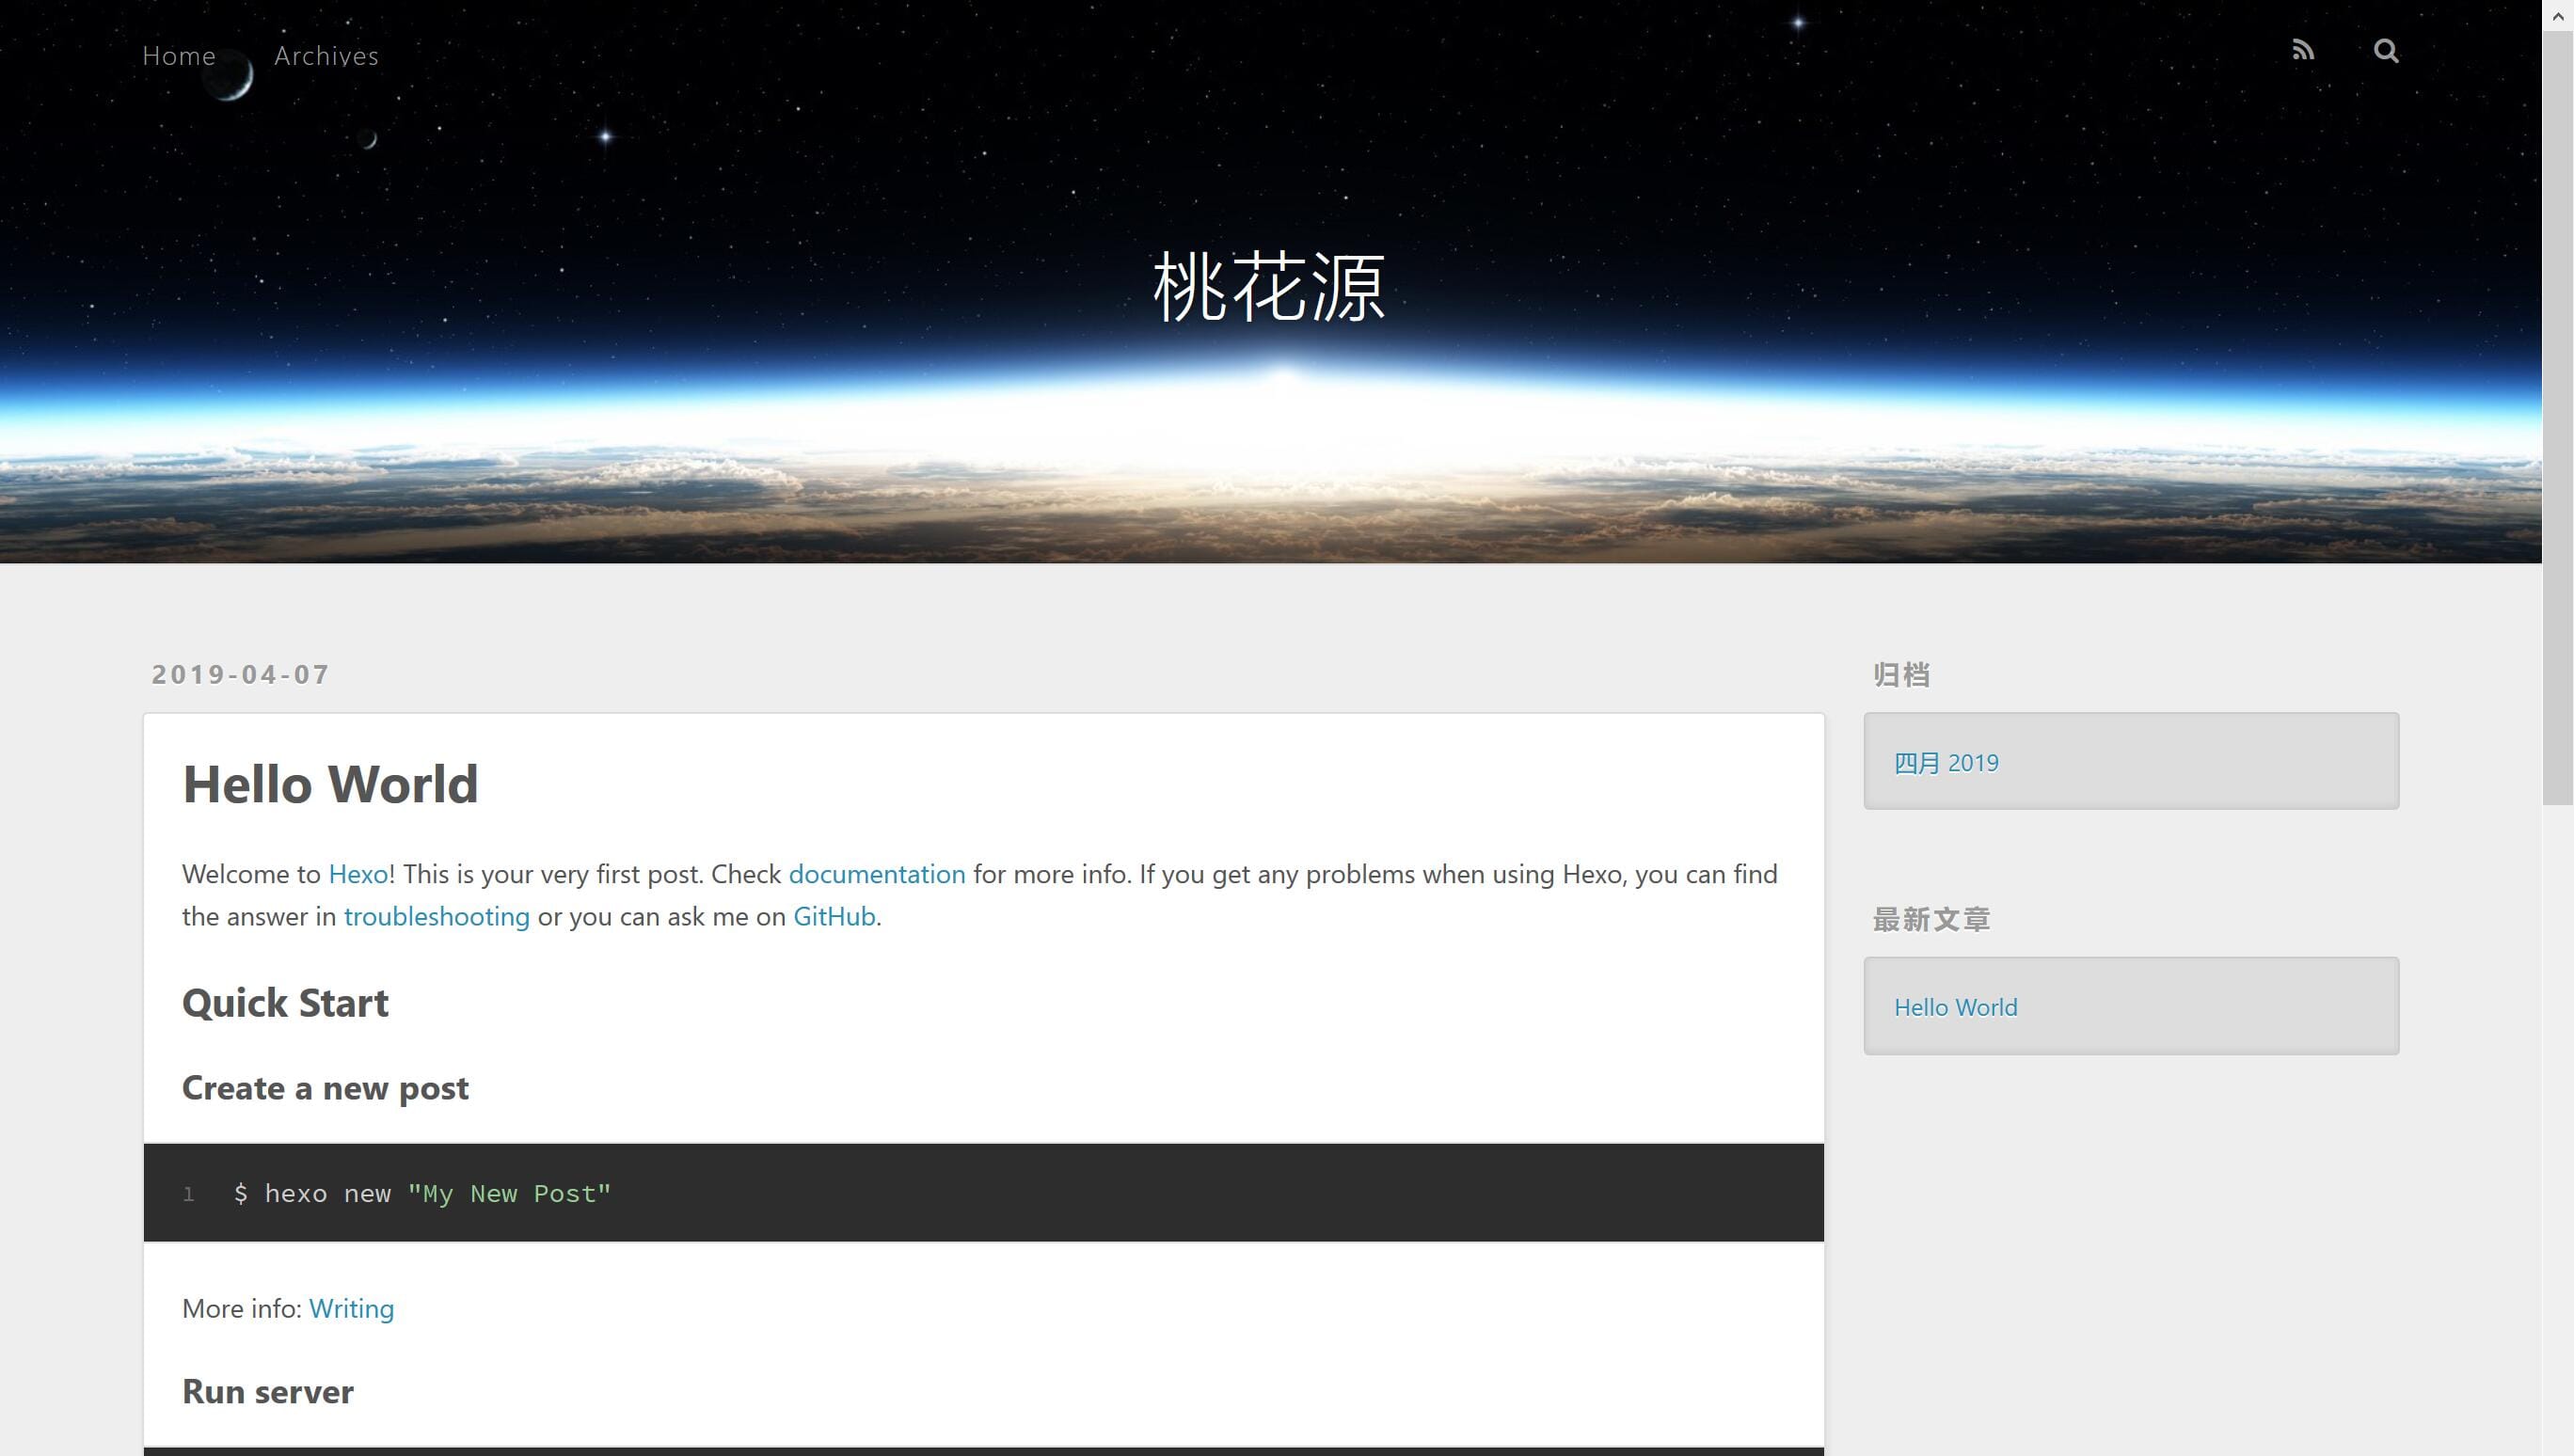 Home Archives
桃花源
2019-04-07
Hello World
Welcome to Hexo! This is your very first post. Check documentation for more info. If you get any problems when using Hexo, you can find
the answer in troubleshooting or you can ask me on GitHub.
Quick Start
Create a new post
1 $ hexo new "My New Post"
More info: Writing
Run server
归档
四月 2019
最新文章
Hello World